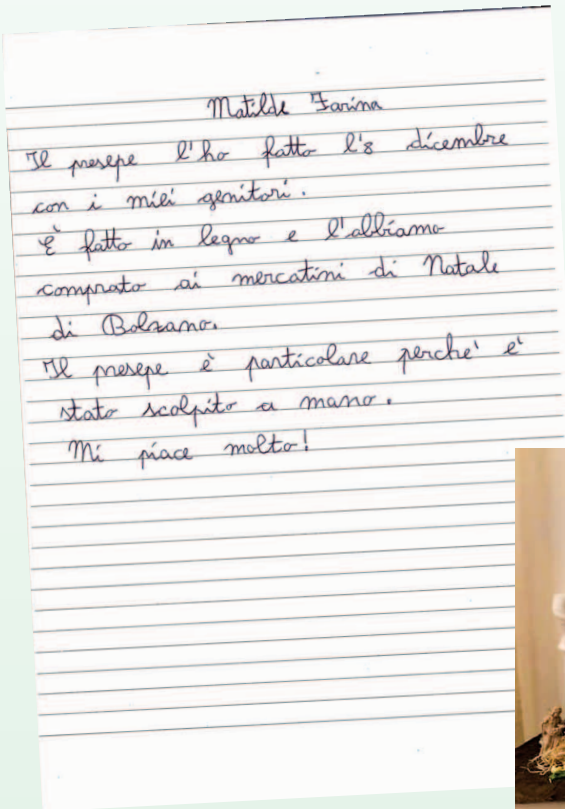 Matilde Farina
Il presepe l'ho fatto l'8 dicembre
con i miei genitori.
È fatto in legno e l'abbiamo
comprato ai mercatini di Natale
di Bolzano.
Il presepe è particolare perche' e'
stato scolpito a mano.
Mi piace molto!